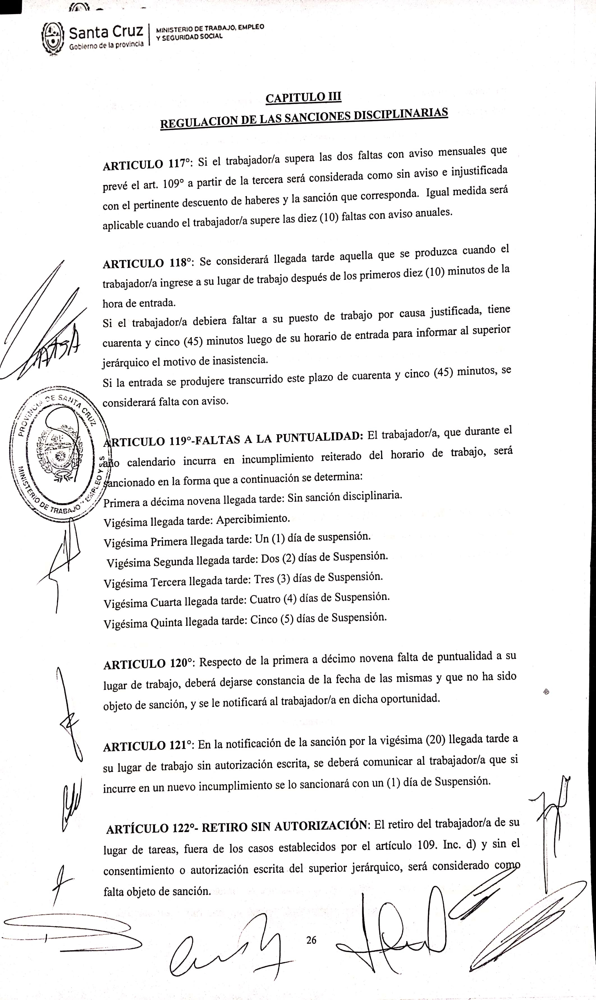 Santa Cruz
Gobierno de la provincia
MINISTERIO DE TRABAJO, EMPLEO
Y SEGURIDAD SOCIAL
CAPITULO III
REGULACION DE LAS SANCIONES DISCIPLINARIAS
ARTICULO 117°: Si el trabajador/a supera las dos faltas con aviso mensuales que
prevé el art. 109° a partir de la tercera será considerada como sin aviso e injustificada
con el pertinente descuento de haberes y la sanción que corresponda. Igual medida será
aplicable cuando el trabajador/a supere las diez (10) faltas con aviso anuales.
ARTICULO 118°: Se considerará llegada tarde aquella que se produzca cuando el
trabajador/a ingrese a su lugar de trabajo después de los primeros diez (10) minutos de la
hora de entrada.
Si el trabajador/a debiera faltar a su puesto de trabajo por causa justificada, tiene
cuarenta y cinco (45) minutos luego de su horario de entrada para informar al superior
jerárquico el motivo de inasistencia.
Si la entrada se produjere transcurrido este plazo de cuarenta y cinco (45) minutos, se
considerará falta con aviso.
PROVINCIA DE SANTA CRUZ
MINISTERIO DE TRABAJO EMPLEO Y SS
ARTICULO 119°-FALTAS A LA PUNTUALIDAD: El trabajador/a, que durante el
año calendario incurra en incumplimiento reiterado del horario de trabajo, será
sancionado en la forma que a continuación se determina:
Primera a décima novena llegada tarde: Sin sanción disciplinaria.
Vigésima llegada tarde: Apercibimiento.
Vigésima Primera llegada tarde: Un (1) día de suspensión.
Vigésima Segunda llegada tarde: Dos (2) días de Suspensión.
Vigésima Tercera llegada tarde: Tres (3) días de Suspensión.
Vigésima Cuarta llegada tarde: Cuatro (4) días de Suspensión.
Vigésima Quinta llegada tarde: Cinco (5) días de Suspensión.
ARTICULO 120°: Respecto de la primera a décimo novena falta de puntualidad a su
lugar de trabajo, deberá dejarse constancia de la fecha de las mismas y que no ha sido
objeto de sanción, y se le notificará al trabajador/a en dicha oportunidad.
ARTICULO 121°: En la notificación de la sanción por la vigésima (20) llegada tarde a
su lugar de trabajo sin autorización escrita, se deberá comunicar al trabajador/a que si
incurre en un nuevo incumplimiento se lo sancionará con un (1) día de Suspensión.
ARTÍCULO 122°- RETIRO SIN AUTORIZACIÓN: El retiro del trabajador/a de su
lugar de tareas, fuera de los casos establecidos por el artículo 109. Inc. d) y sin el
consentimiento o autorización escrita del superior jerárquico, será considerado como
falta objeto de sanción.
26